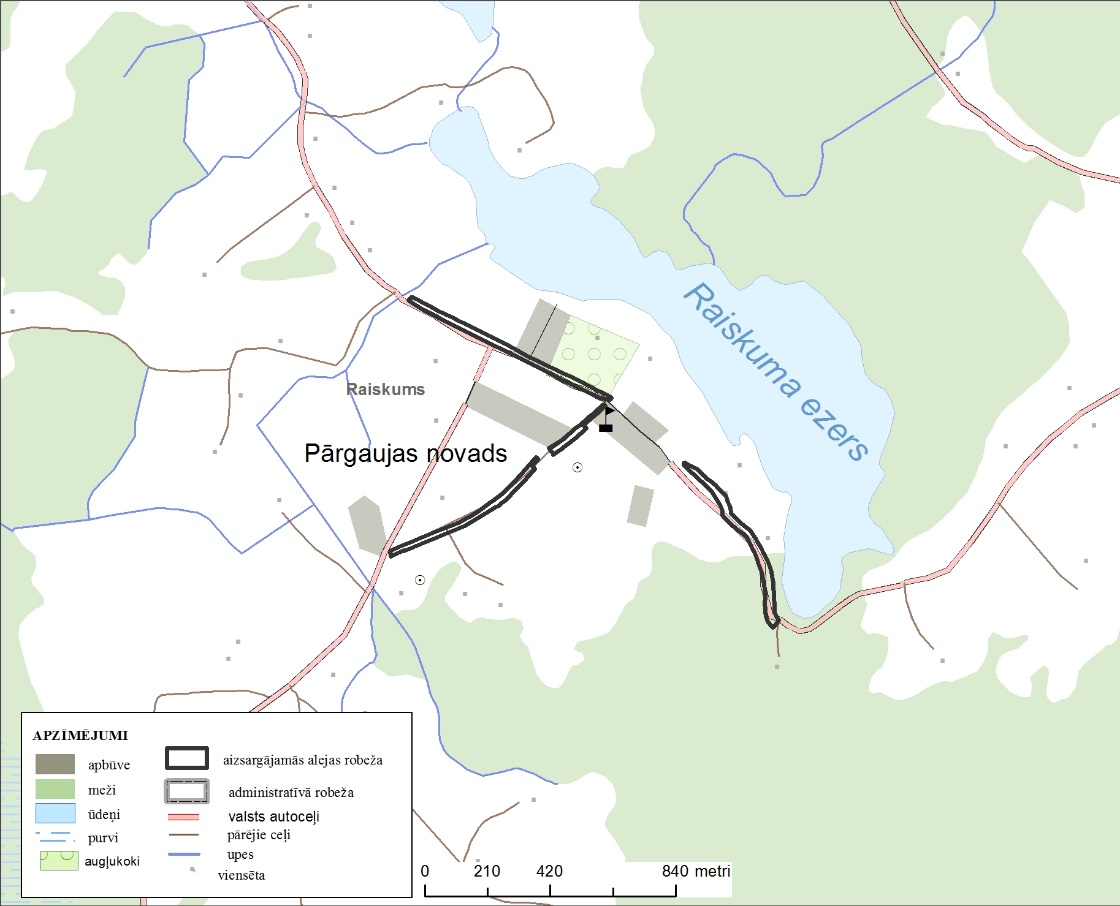 Raiskuma ezers
Raiskums
Pārgaujas novads
APZĪMĒJUMI
apbūve
meži
ūdeņi
purvi
augļukoki
aizsargājamās alejas robeža
administratīvā robeža
valsts autoceļi
pārējie ceļi
upes
viensēta
0 210 420 840 metri